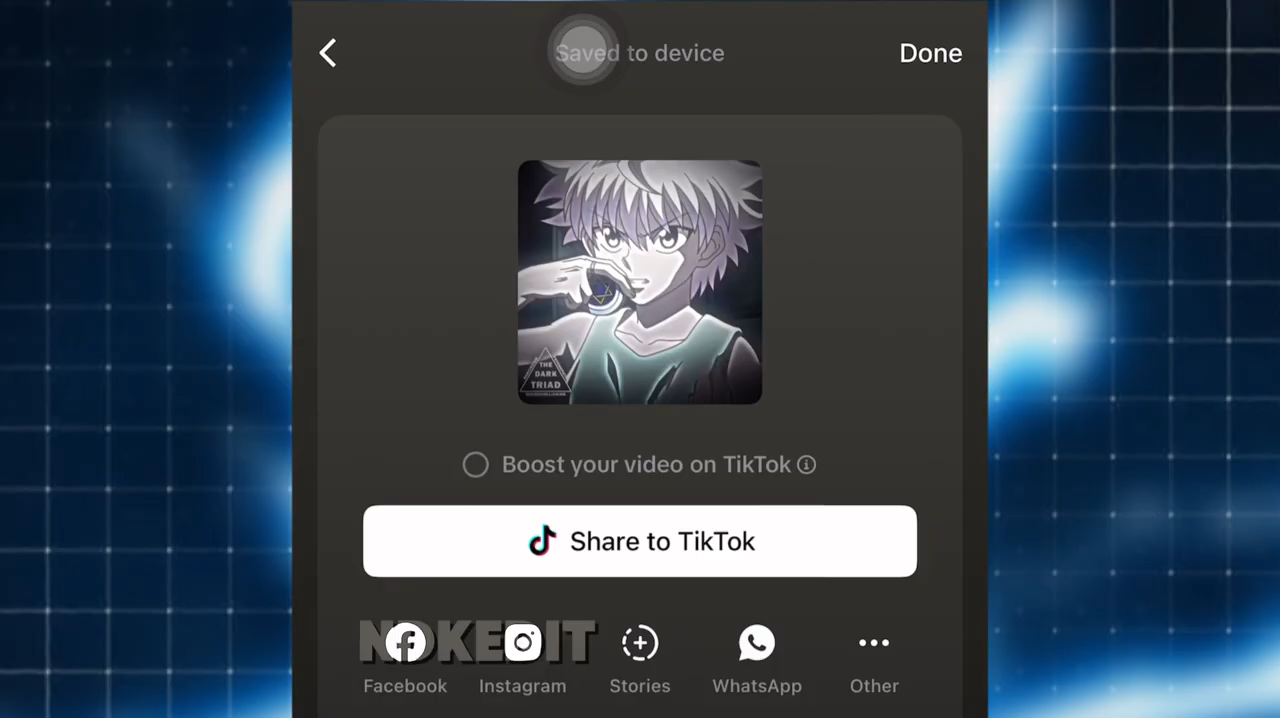 Saved to device
Done
THE
DARK
TRIAD
Boost your video on TikTok
Share to TikTok
NDKEDIT
Facebook
Instagram
Stories
WhatsApp
Other